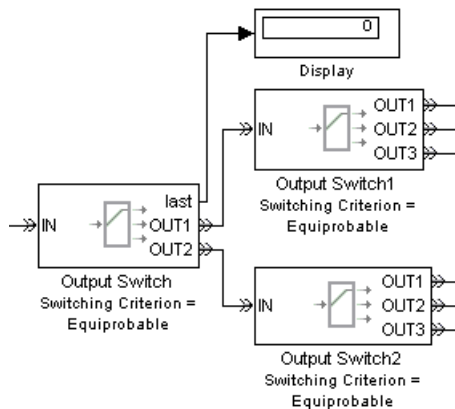 0
Display
IN
OUT1
OUT2
OUT3
Output Switch1
Switching Criterion =
Equiprobable
IN
last
OUT1
OUT2
Output Switch
Switching Criterion =
Equiprobable
IN
OUT1
OUT2
OUT3
Output Switch2
Switching Criterion =
Equiprobable